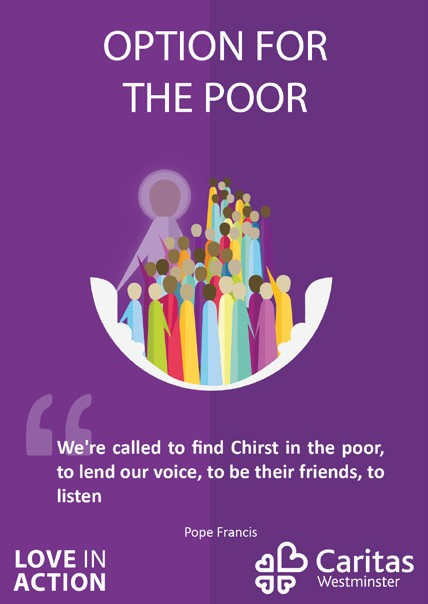 OPTION FOR
THE POOR
We're called to find Chirst in the poor,
to lend our voice, to be their friends, to
listen
Pope Francis
LOVE IN
ACTION
Caritas
Westminster